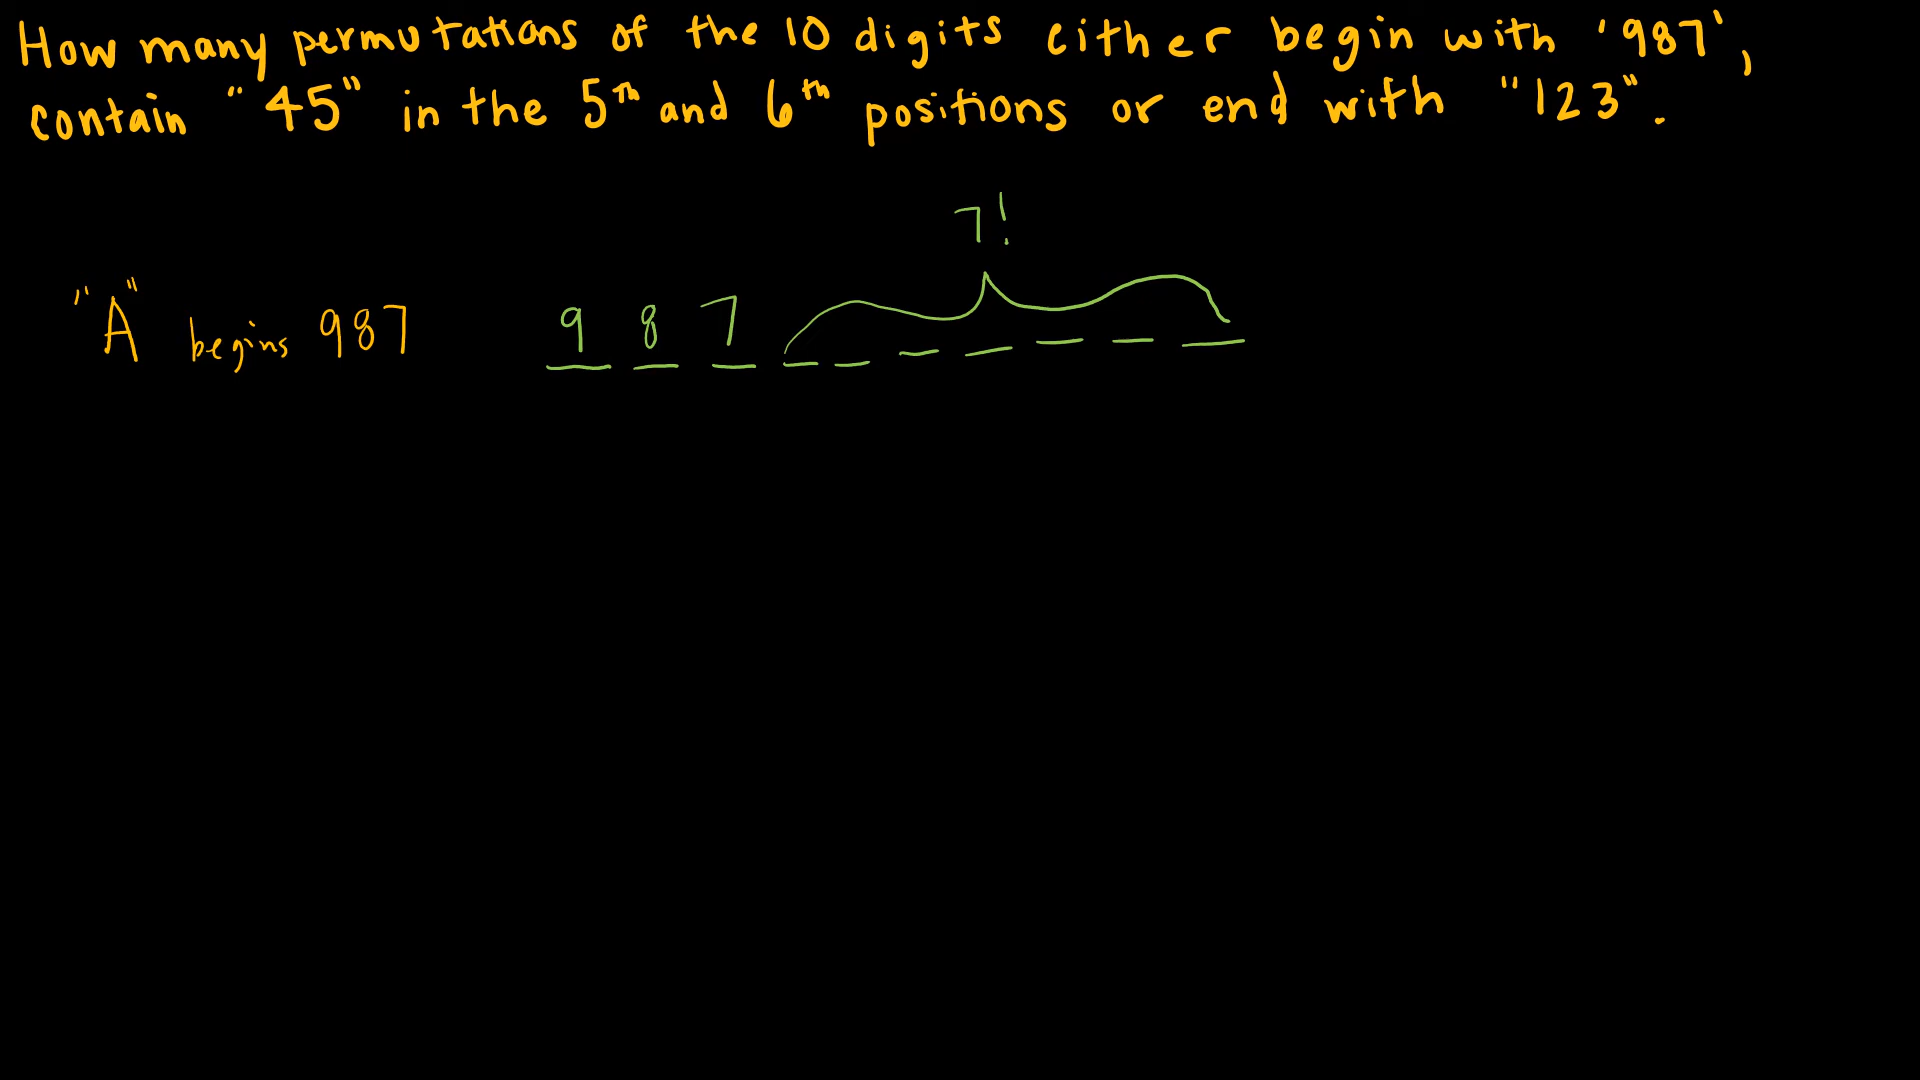 How many permutations of the 10 digits either begin with '987',
contain "45" in the 5th and 6th positions or end with "123".
7!
"A" begins 987 9 8 7